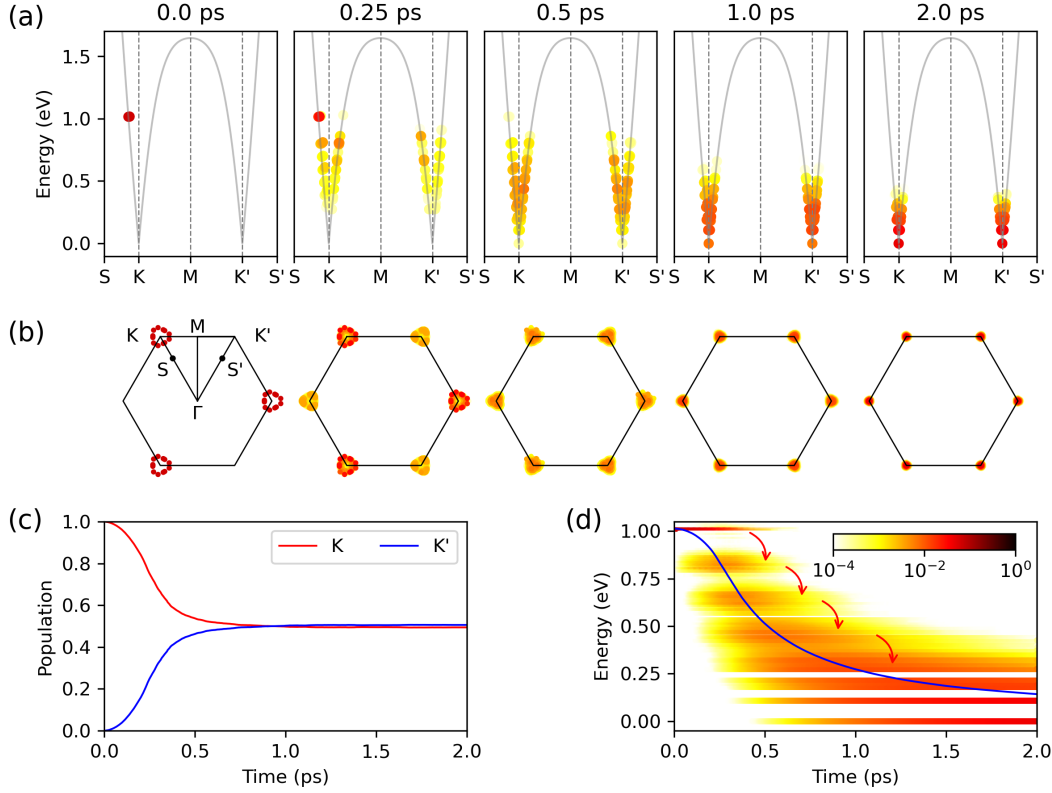 (a)
0.0 ps 0.25 ps 0.5 ps 1.0 ps 2.0 ps
1.5
1.0
0.5
0.0
Energy (eV)
S K M K' S' S K M K' S' S K M K' S' S K M K' S' S K M K' S'
(b)
K M K'
S S'
Γ
(c)
1.0
0.8
0.6
0.4
0.2
0.0
Population
K K'
0.0 0.5 1.0 1.5 2.0
Time (ps)
(d)
1.00
0.75
0.50
0.25
0.00
Energy (eV)
10⁻⁴ 10⁻² 10⁰
0.0 0.5 1.0 1.5 2.0
Time (ps)